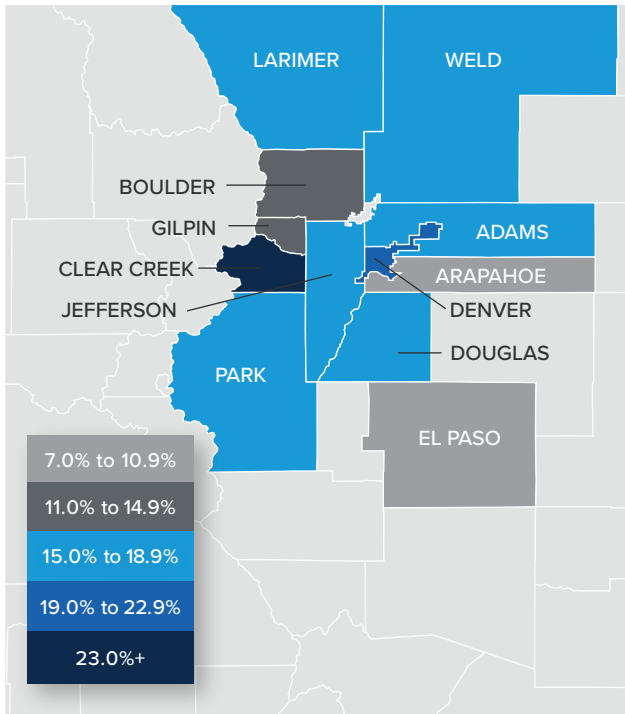 LARIMER
WELD
BOULDER
GILPIN
ADAMS
CLEAR CREEK
ARAPAHOE
JEFFERSON
DENVER
DOUGLAS
PARK
EL PASO
7.0% to 10.9%
11.0% to 14.9%
15.0% to 18.9%
19.0% to 22.9%
23.0%+